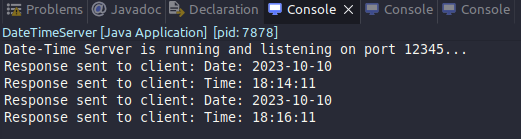 Problems @ Javadoc Declaration Console Console Console
DateTimeServer [Java Application] [pid: 7878]
Date-Time Server is running and listening on port 12345...
Response sent to client: Date: 2023-10-10
Response sent to client: Time: 18:14:11
Response sent to client: Date: 2023-10-10
Response sent to client: Time: 18:16:11